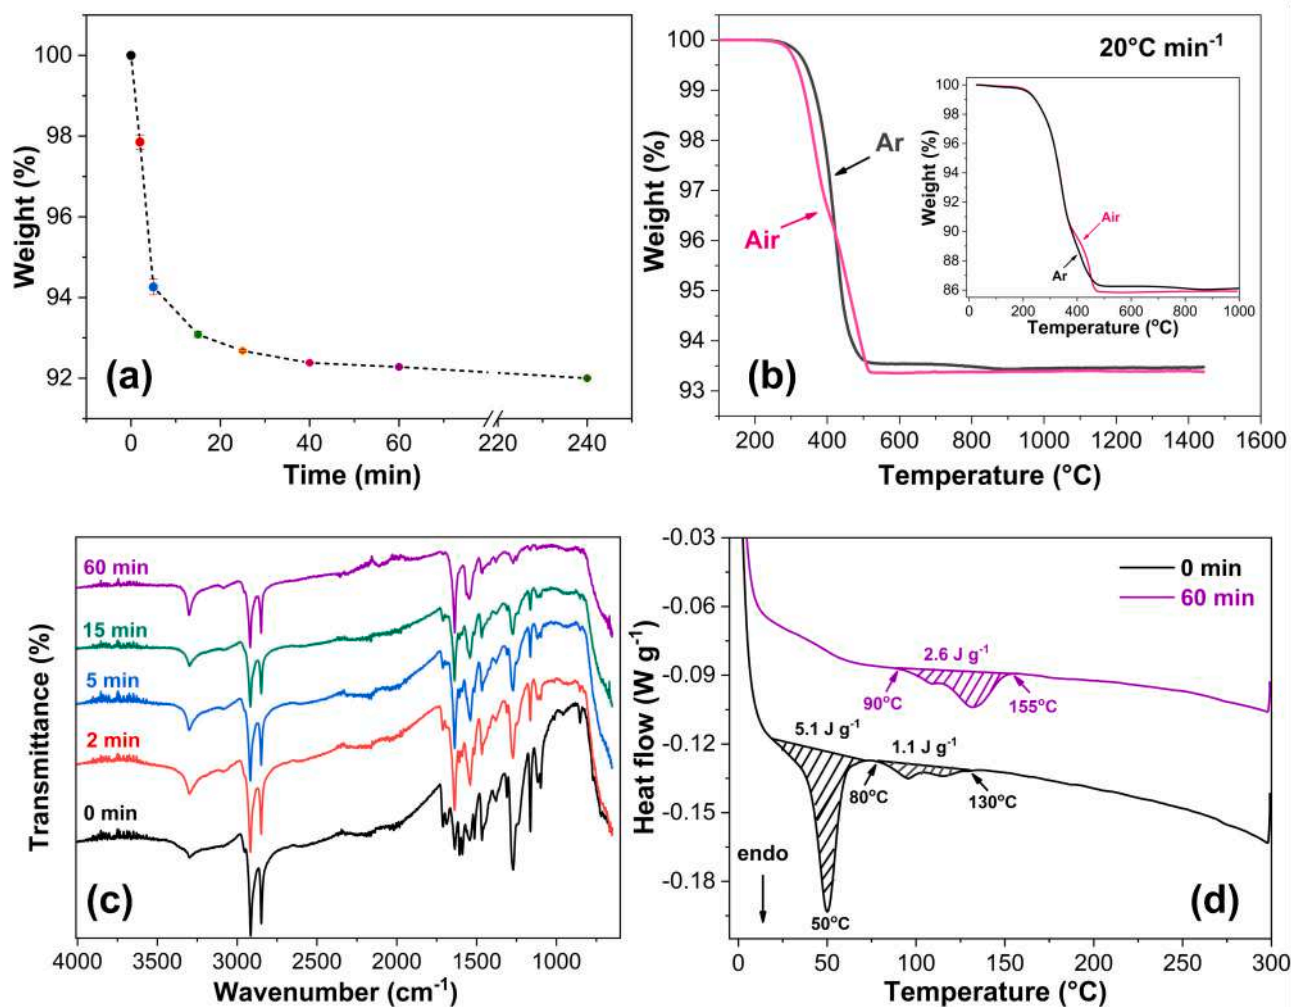 100
98
96
94
92
Weight (%)
(a)
0
20
40
60
220
240
Time (min)
100
99
98
97
96
95
94
93
Weight (%)
20°C min⁻¹
Ar
Air
(b)
200
400
600
800
1000
1200
1400
1600
Temperature (°C)
100
98
96
94
92
90
88
86
Weight (%)
Air
Ar
0
200
400
600
800
1000
Temperature (°C)
60 min
15 min
5 min
2 min
0 min
Transmittance (%)
(c)
4000
3500
3000
2500
2000
1500
1000
Wavenumber (cm⁻¹)
-0.03
-0.06
-0.09
-0.12
-0.15
-0.18
Heat flow (W g⁻¹)
0 min
60 min
2.6 J g⁻¹
90°C
155°C
5.1 J g⁻¹
1.1 J g⁻¹
80°C
130°C
endo
50°C
(d)
0
50
100
150
200
250
300
Temperature (°C)